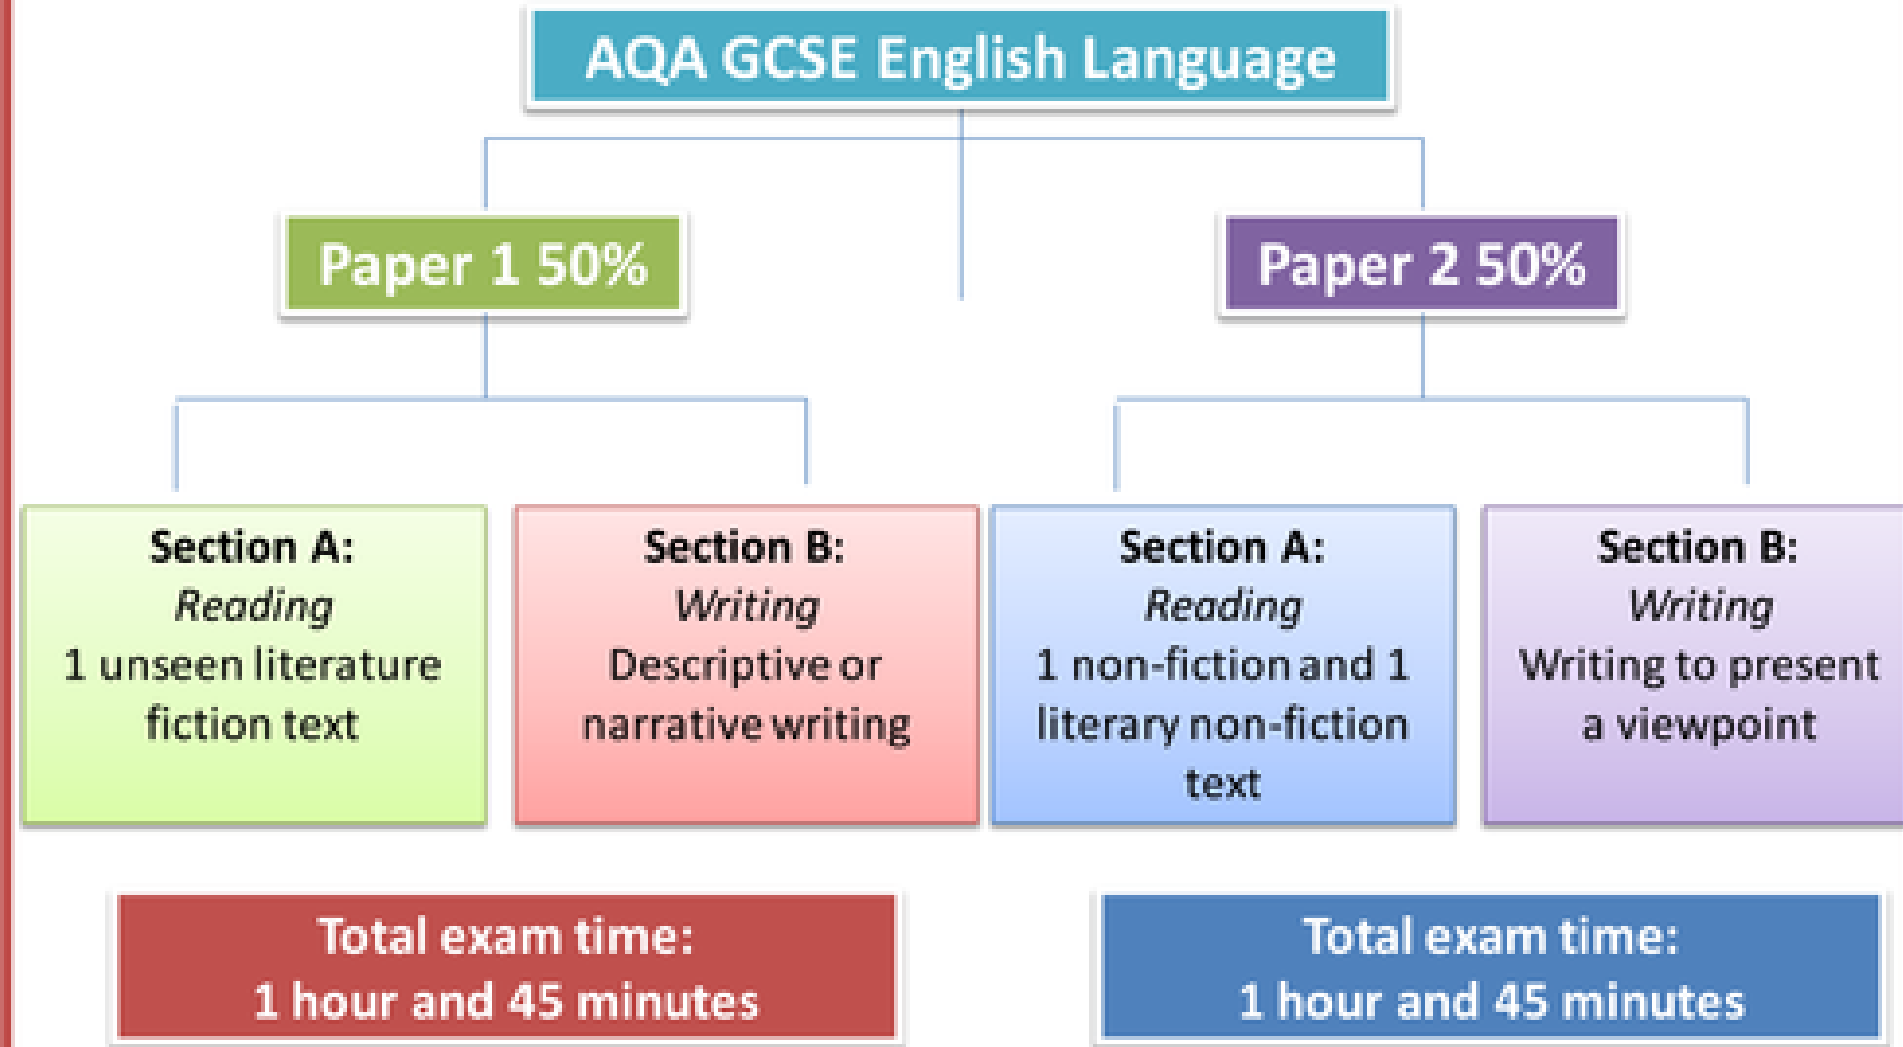 AQA GCSE English Language
Paper 1 50%
Paper 2 50%
Section A:
Reading
1 unseen literature
fiction text
Section B:
Writing
Descriptive or
narrative writing
Section A:
Reading
1 non-fiction and 1
literary non-fiction
text
Section B:
Writing
Writing to present
a viewpoint
Total exam time:
1 hour and 45 minutes
Total exam time:
1 hour and 45 minutes